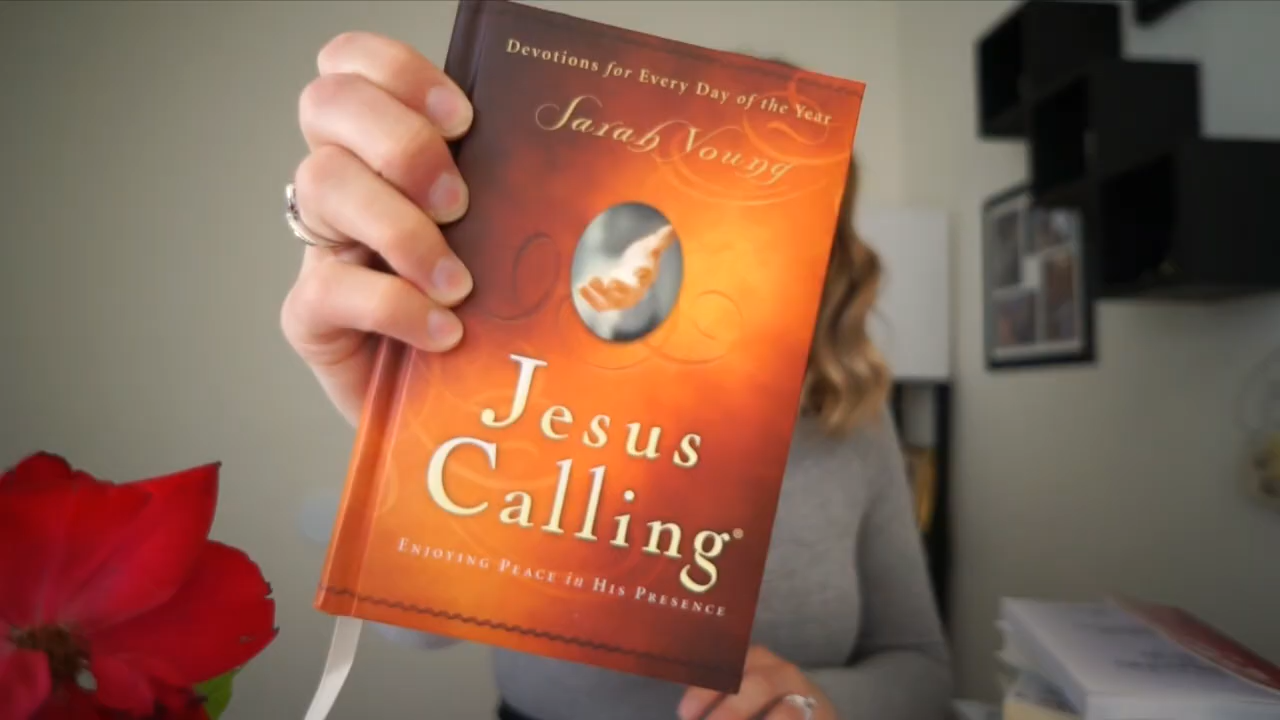 Devotions for Every Day of the Year
Sarah Young
Jesus
Calling®
Enjoying Peace in His Presence